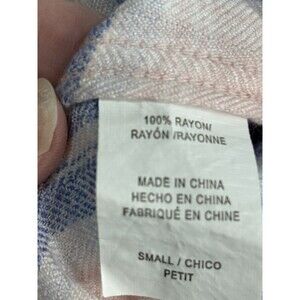 100% RAYON/
RAYÓN /RAYONNE
MADE IN CHINA
HECHO EN CHINA
FABRIQUÉ EN CHINE
SMALL / CHICO
PETIT